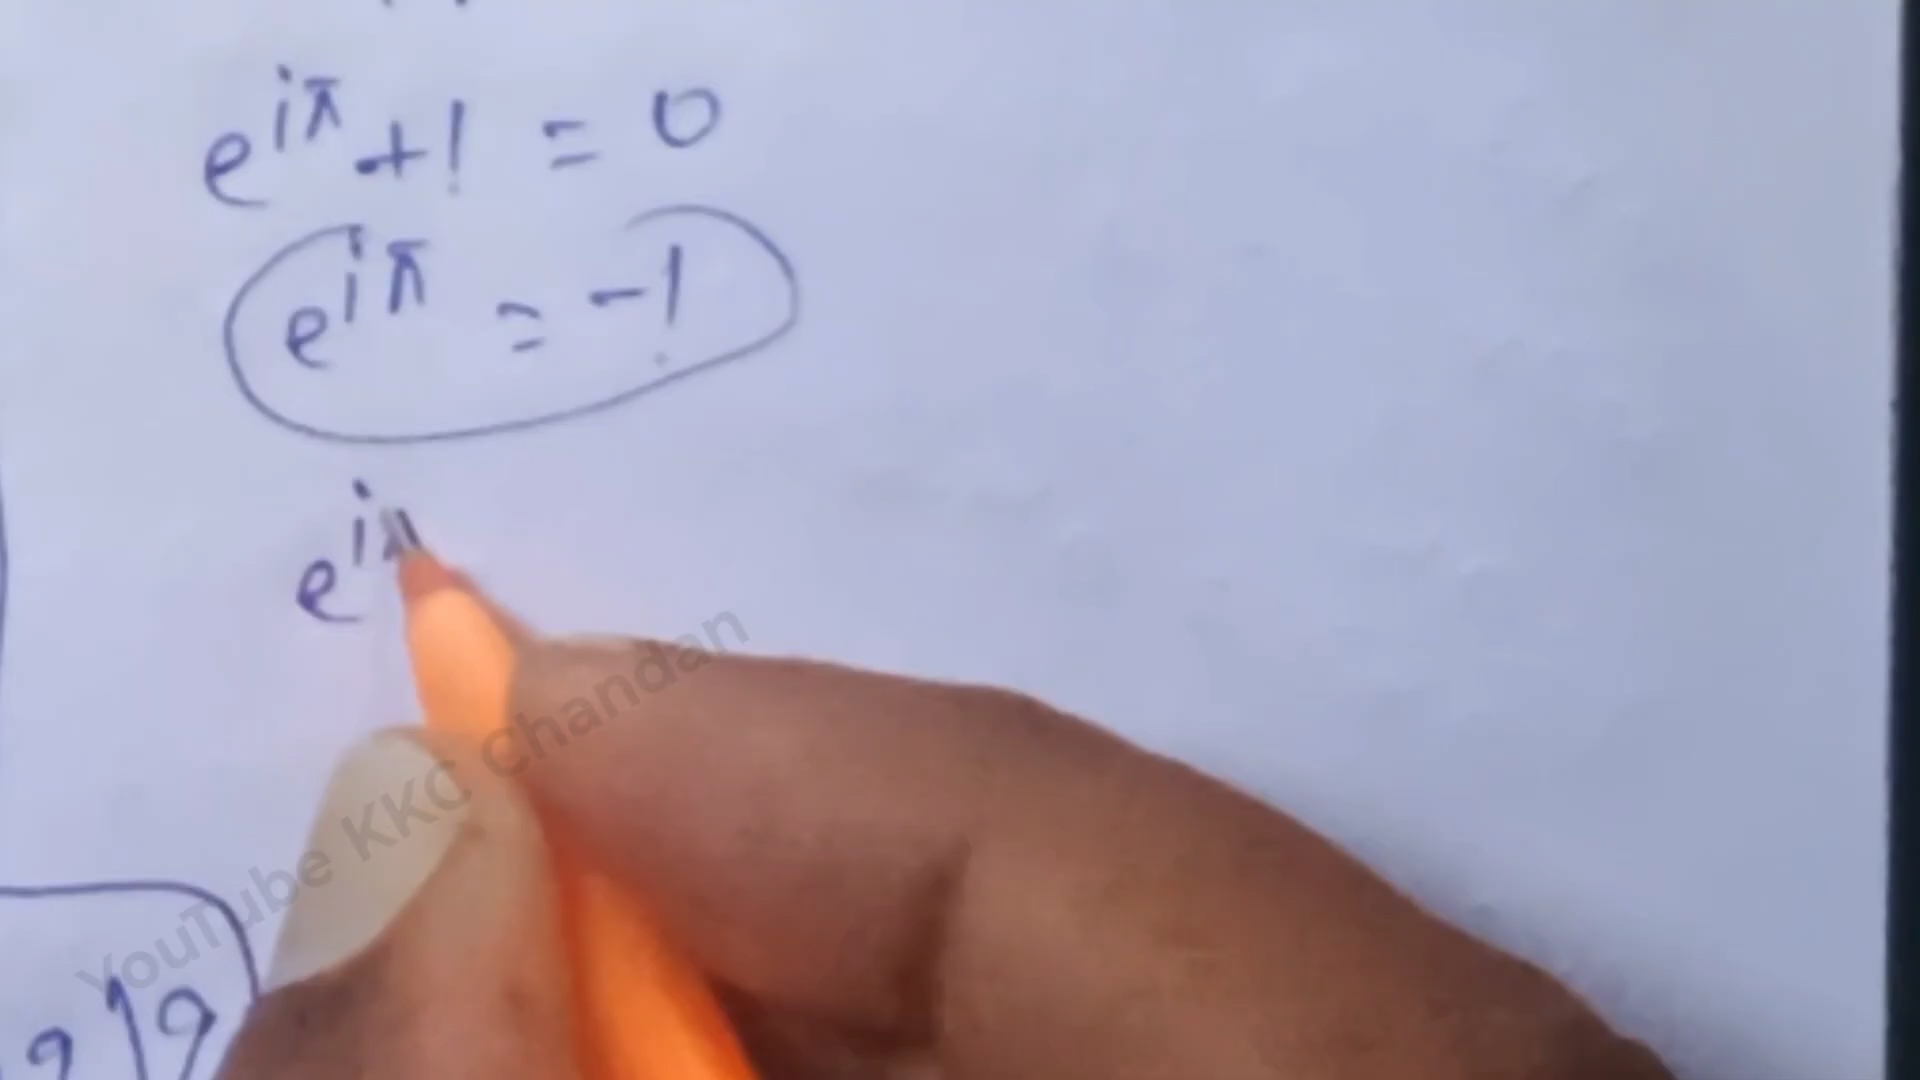 e^{iπ} + 1 = 0
e^{iπ} = -1
e^{iπ}
YouTube KKC Chandan